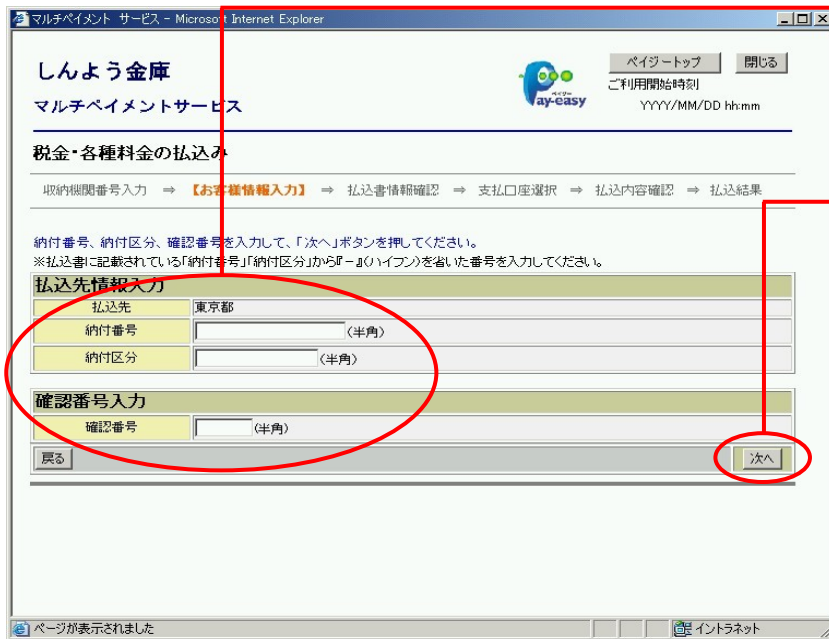 マルチペイメント サービス - Microsoft Internet Explorer
しんよう金庫
マルチペイメントサービス
ペイジー
Pay-easy
ペイジートップ 閉じる
ご利用開始時刻
YYYY/MM/DD hh:mm
税金・各種料金の払込み
収納機関番号入力 ⇒ 【お客様情報入力】 ⇒ 払込書情報確認 ⇒ 支払口座選択 ⇒ 払込内容確認 ⇒ 払込結果
納付番号、納付区分、確認番号を入力して、「次へ」ボタンを押してください。
※払込書に記載されている「納付番号」「納付区分」から『-』(ハイフン)を省いた番号を入力してください。
払込先情報入力
払込先 東京都
納付番号 (半角)
納付区分 (半角)
確認番号入力
確認番号 (半角)
戻る 次へ
ページが表示されました イントラネット